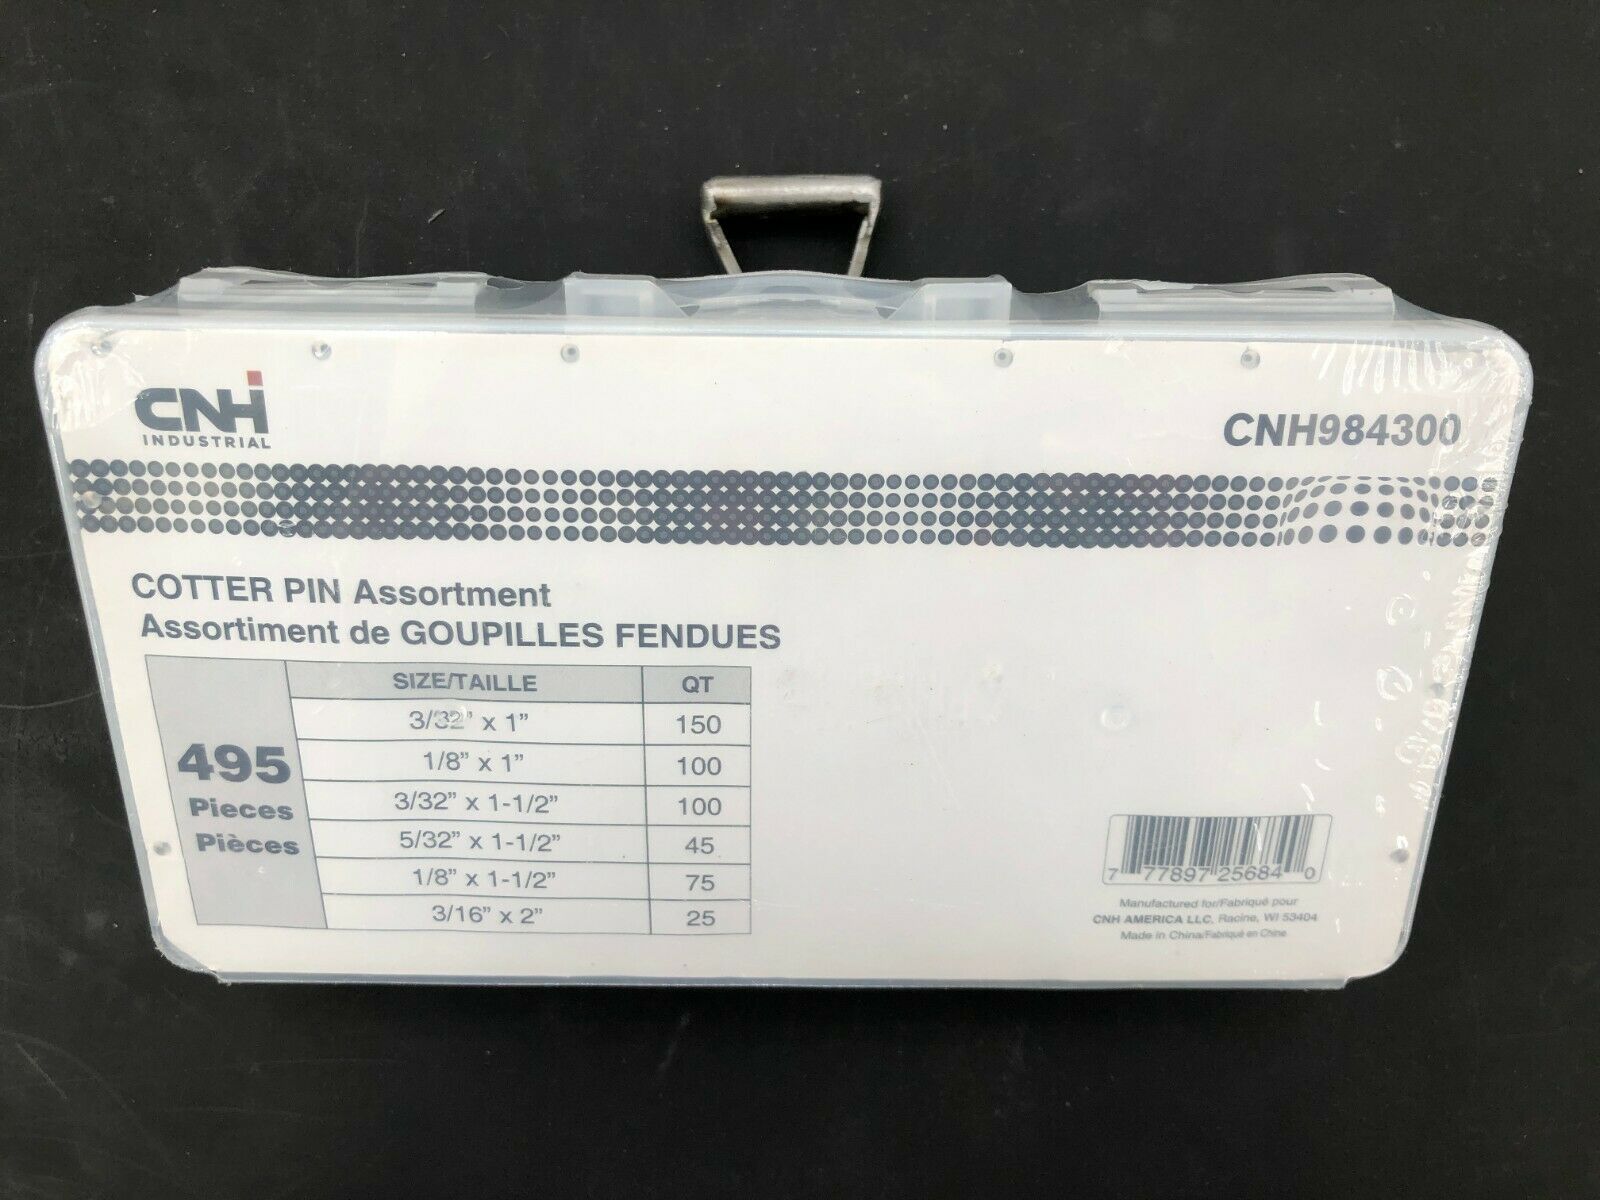 CNH
INDUSTRIAL
CNH984300
COTTER PIN Assortment
Assortiment de GOUPILLES FENDUES
495
Pieces
Pièces
SIZE/TAILLE QT
3/32" x 1" 150
1/8” x 1” 100
3/32” x 1-1/2” 100
5/32” x 1-1/2” 45
1/8” x 1-1/2” 75
3/16” x 2” 25
7 77897 25684 0
Manufactured for/Fabriqué pour
CNH AMERICA LLC, Racine, WI 53404
Made in China/Fabriqué en Chine